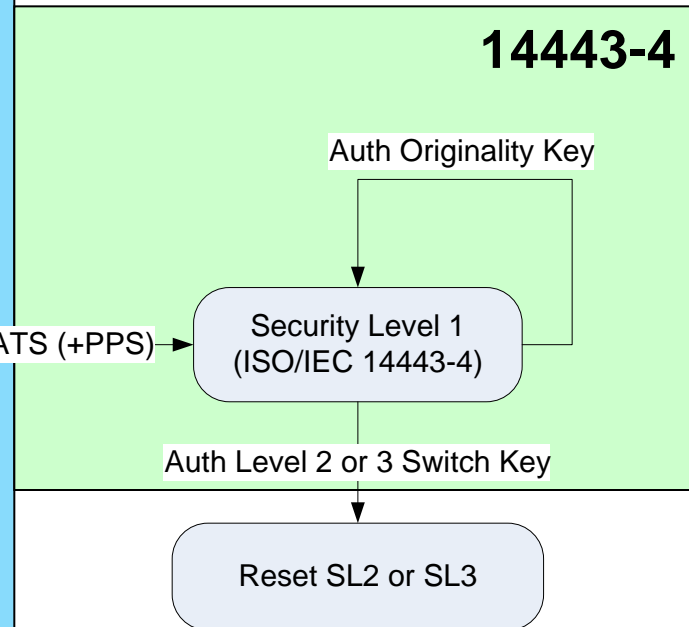 14443-4
Auth Originality Key
ATS (+PPS)
Security Level 1
(ISO/IEC 14443-4)
Auth Level 2 or 3 Switch Key
Reset SL2 or SL3